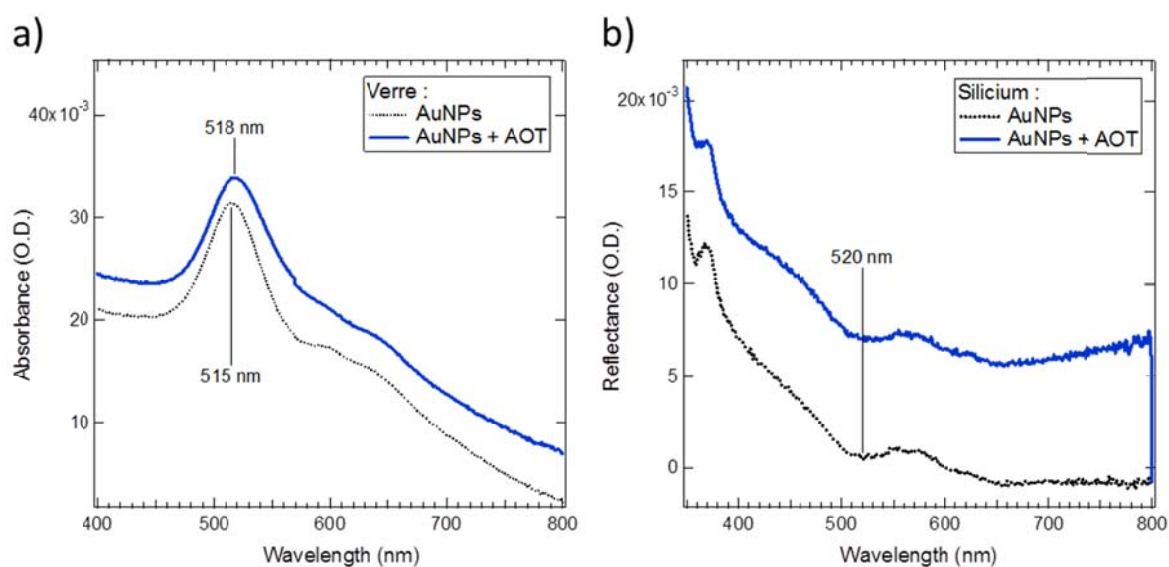 a)
Absorbance (O.D.)
40x10⁻³
30
20
10
Verre :
AuNPs
AuNPs + AOT
518 nm
515 nm
400 500 600 700 800
Wavelength (nm)
b)
Reflectance (O.D.)
20x10⁻³
15
10
5
0
Silicium :
AuNPs
AuNPs + AOT
520 nm
400 500 600 700 800
Wavelength (nm)